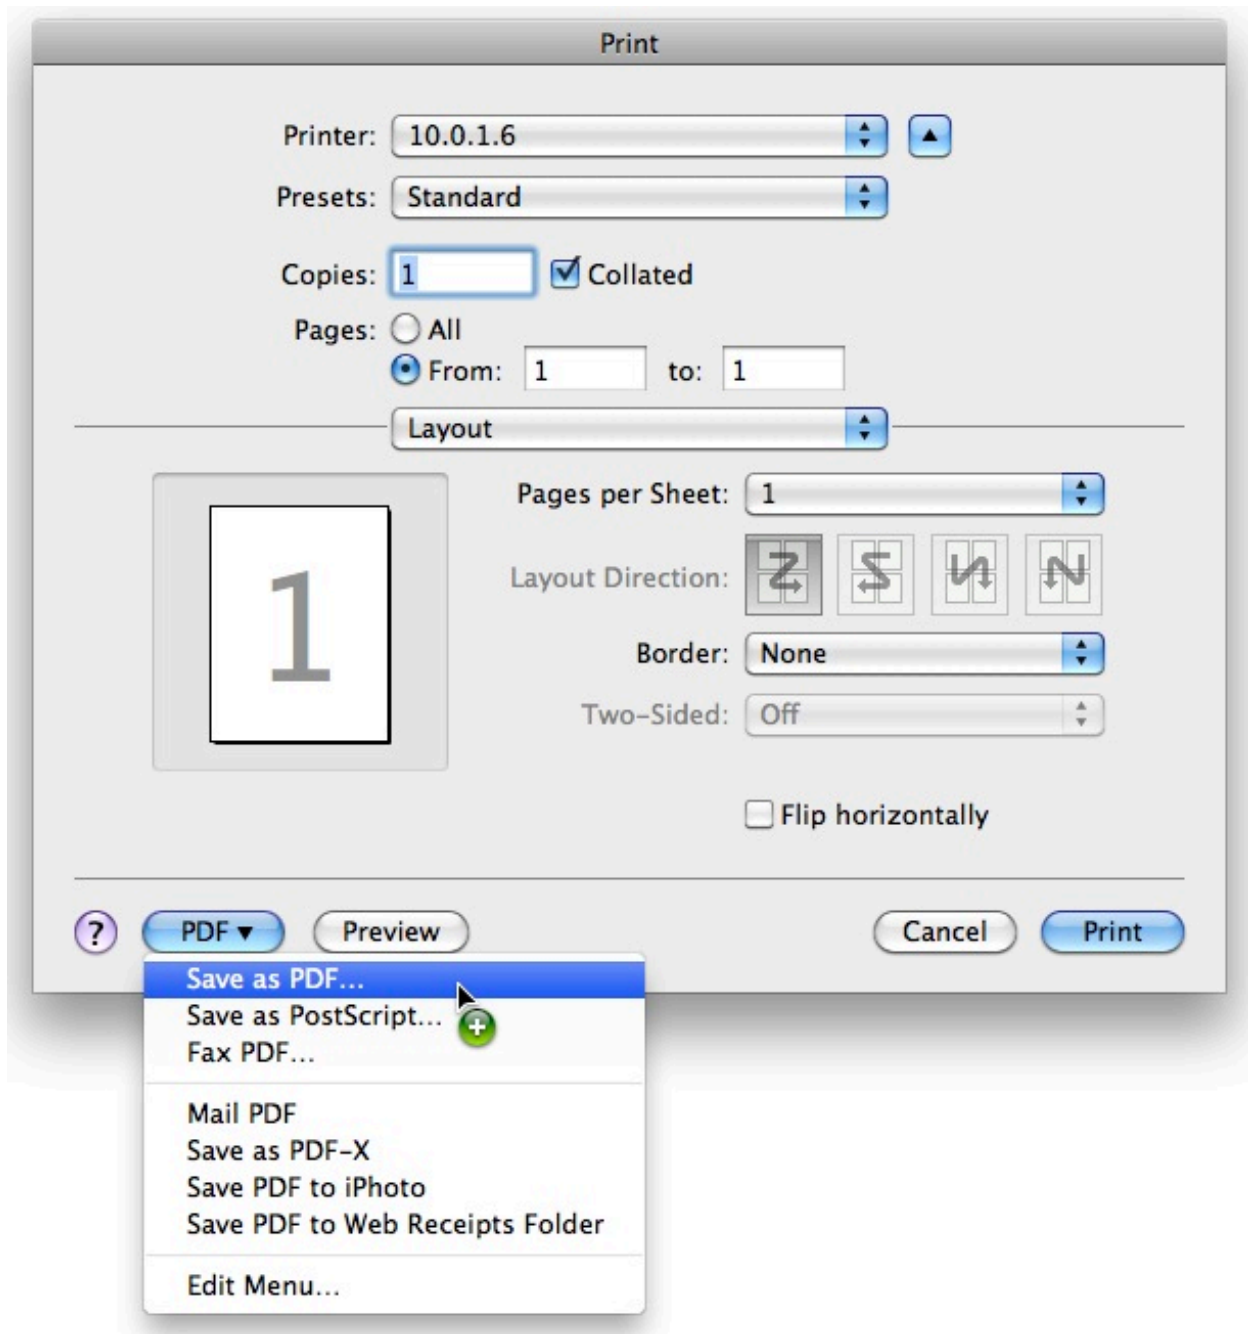 Print
Printer: 10.0.1.6
Presets: Standard
Copies: 1 Collated
Pages: All
From: 1 to: 1
Layout
1
Pages per Sheet: 1
Layout Direction:
Border: None
Two-Sided: Off
Flip horizontally
? PDF Preview Cancel Print
Save as PDF...
Save as PostScript...
Fax PDF...
Mail PDF
Save as PDF-X
Save PDF to iPhoto
Save PDF to Web Receipts Folder
Edit Menu...